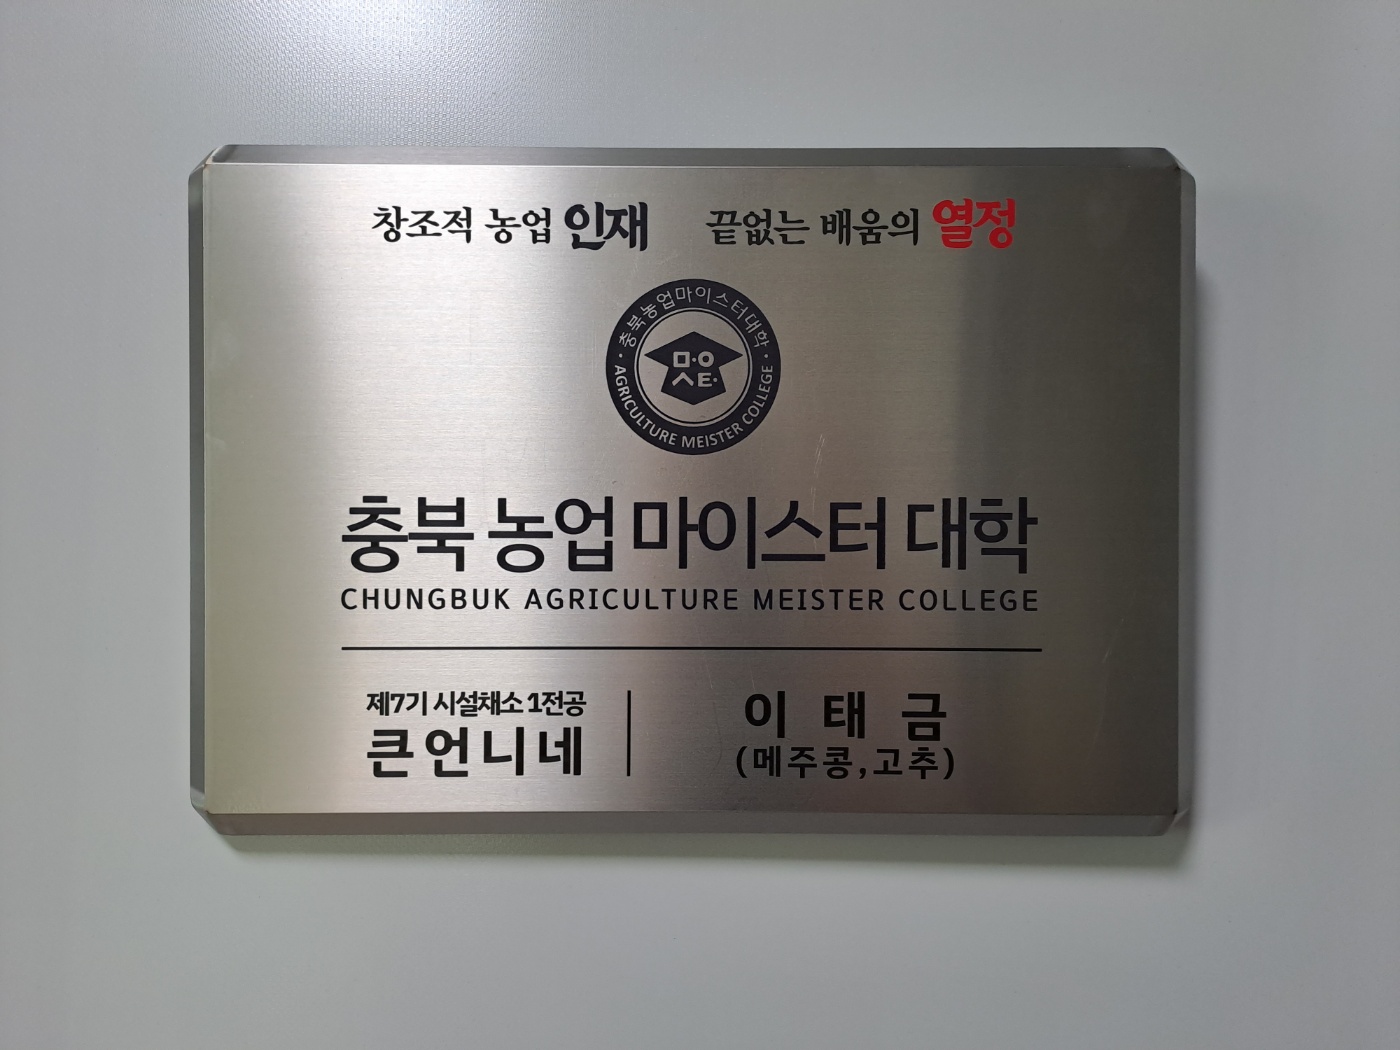 창조적 농업 인재 끝없는 배움의 열정
· 충북농업마이스터대학 ·
마이스터
AGRICULTURE MEISTER COLLEGE
충북 농업 마이스터 대학
CHUNGBUK AGRICULTURE MEISTER COLLEGE
제7기 시설채소 1전공
큰언니네
이태금
(메주콩,고추)